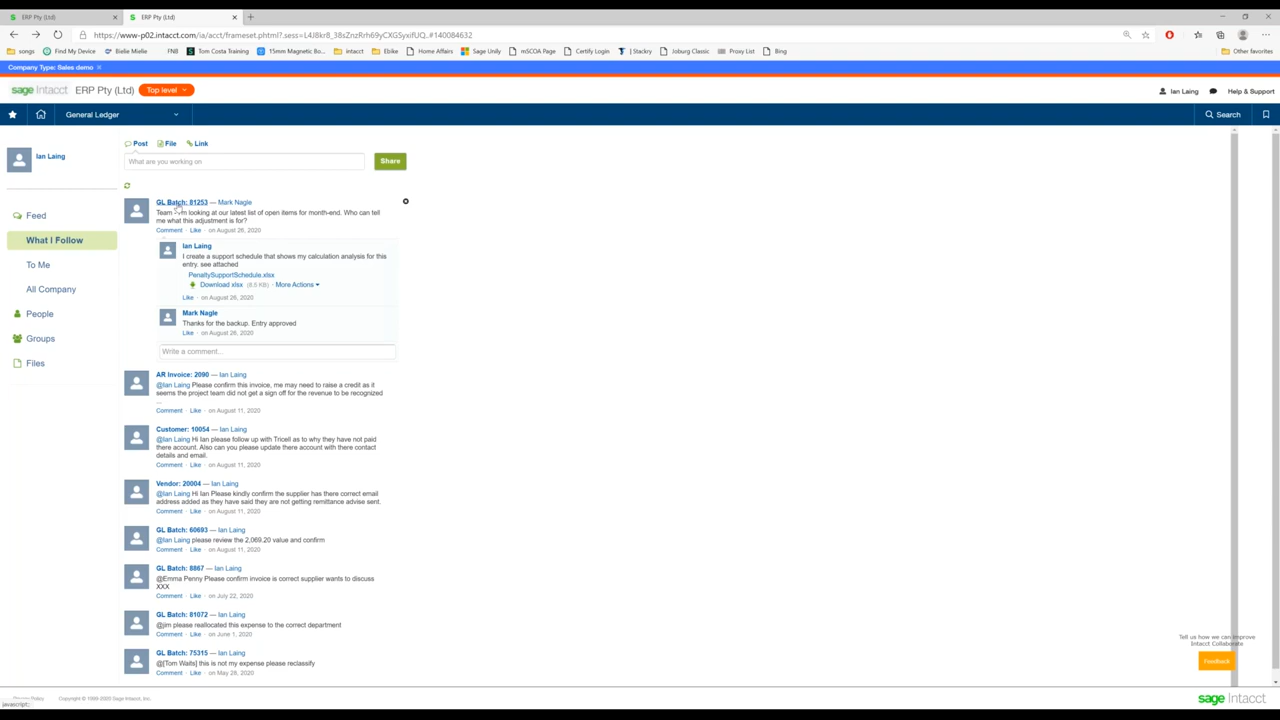 ERP Pty (Ltd)
ERP Pty (Ltd)
songs
Find My Device
Bielie Mielie
FNB
Tom Costa Training
15mm Magnetic Bo...
intacct
Ebike
Home Affairs
Sage Unily
mSCOA Page
Certify Login
| Stackry
Joburg Classic
Proxy List
Bing
Other favorites
Company Type: Sales demo
sage Intacct
ERP Pty (Ltd)
Top level
Ian Laing
Help & Support
General Ledger
Search
Ian Laing
Feed
What I Follow
To Me
All Company
People
Groups
Files
Post
File
Link
What are you working on
Share
GL Batch: 81253 — Mark Nagle
looking at our latest list of open items for month-end. Who can tell
me what this adjustment is for?
Comment · Like · on August 26, 2020
Ian Laing
I create a support schedule that shows my calculation analysis for this
entry. see attached
PenaltySupportSchedule.xlsx
Download xlsx (8.5 KB) · More Actions
Like · on August 26, 2020
Mark Nagle
Thanks for the backup. Entry approved
Like · on August 26, 2020
Write a comment...
AR Invoice: 2090 — Ian Laing
@Ian Laing Please confirm this invoice, me may need to raise a credit as it
seems the project team did not get a sign off for the revenue to be recognized
...
Comment · Like · on August 11, 2020
Customer: 10054 — Ian Laing
@Ian Laing Hi Ian please follow up with Tricell as to why they have not paid
there account. Also can you please update there account with there contact
details and email.
Comment · Like · on August 11, 2020
Vendor: 20004 — Ian Laing
@Ian Laing Hi Ian Please kindly confirm the supplier has there correct email
address added as they have said they are not getting remittance advise sent.
Comment · Like · on August 11, 2020
GL Batch: 60693 — Ian Laing
@Ian Laing please review the 2,069.20 value and confirm
Comment · Like · on August 11, 2020
GL Batch: 8867 — Ian Laing
@Emma Penny Please confirm invoice is correct supplier wants to discuss
XXX
Comment · Like · on July 22, 2020
GL Batch: 81072 — Ian Laing
@jim please reallocated this expense to the correct department
Comment · Like · on June 1, 2020
GL Batch: 75315 — Ian Laing
@[Tom Waits] this is not my expense please reclassify
Comment · Like · on May 28, 2020
Tell us how we can improve
Intacct Collaborate
Feedback
Privacy Policy
Copyright © 1999-2020 Sage Intacct, Inc.
sage Intacct
javascript: